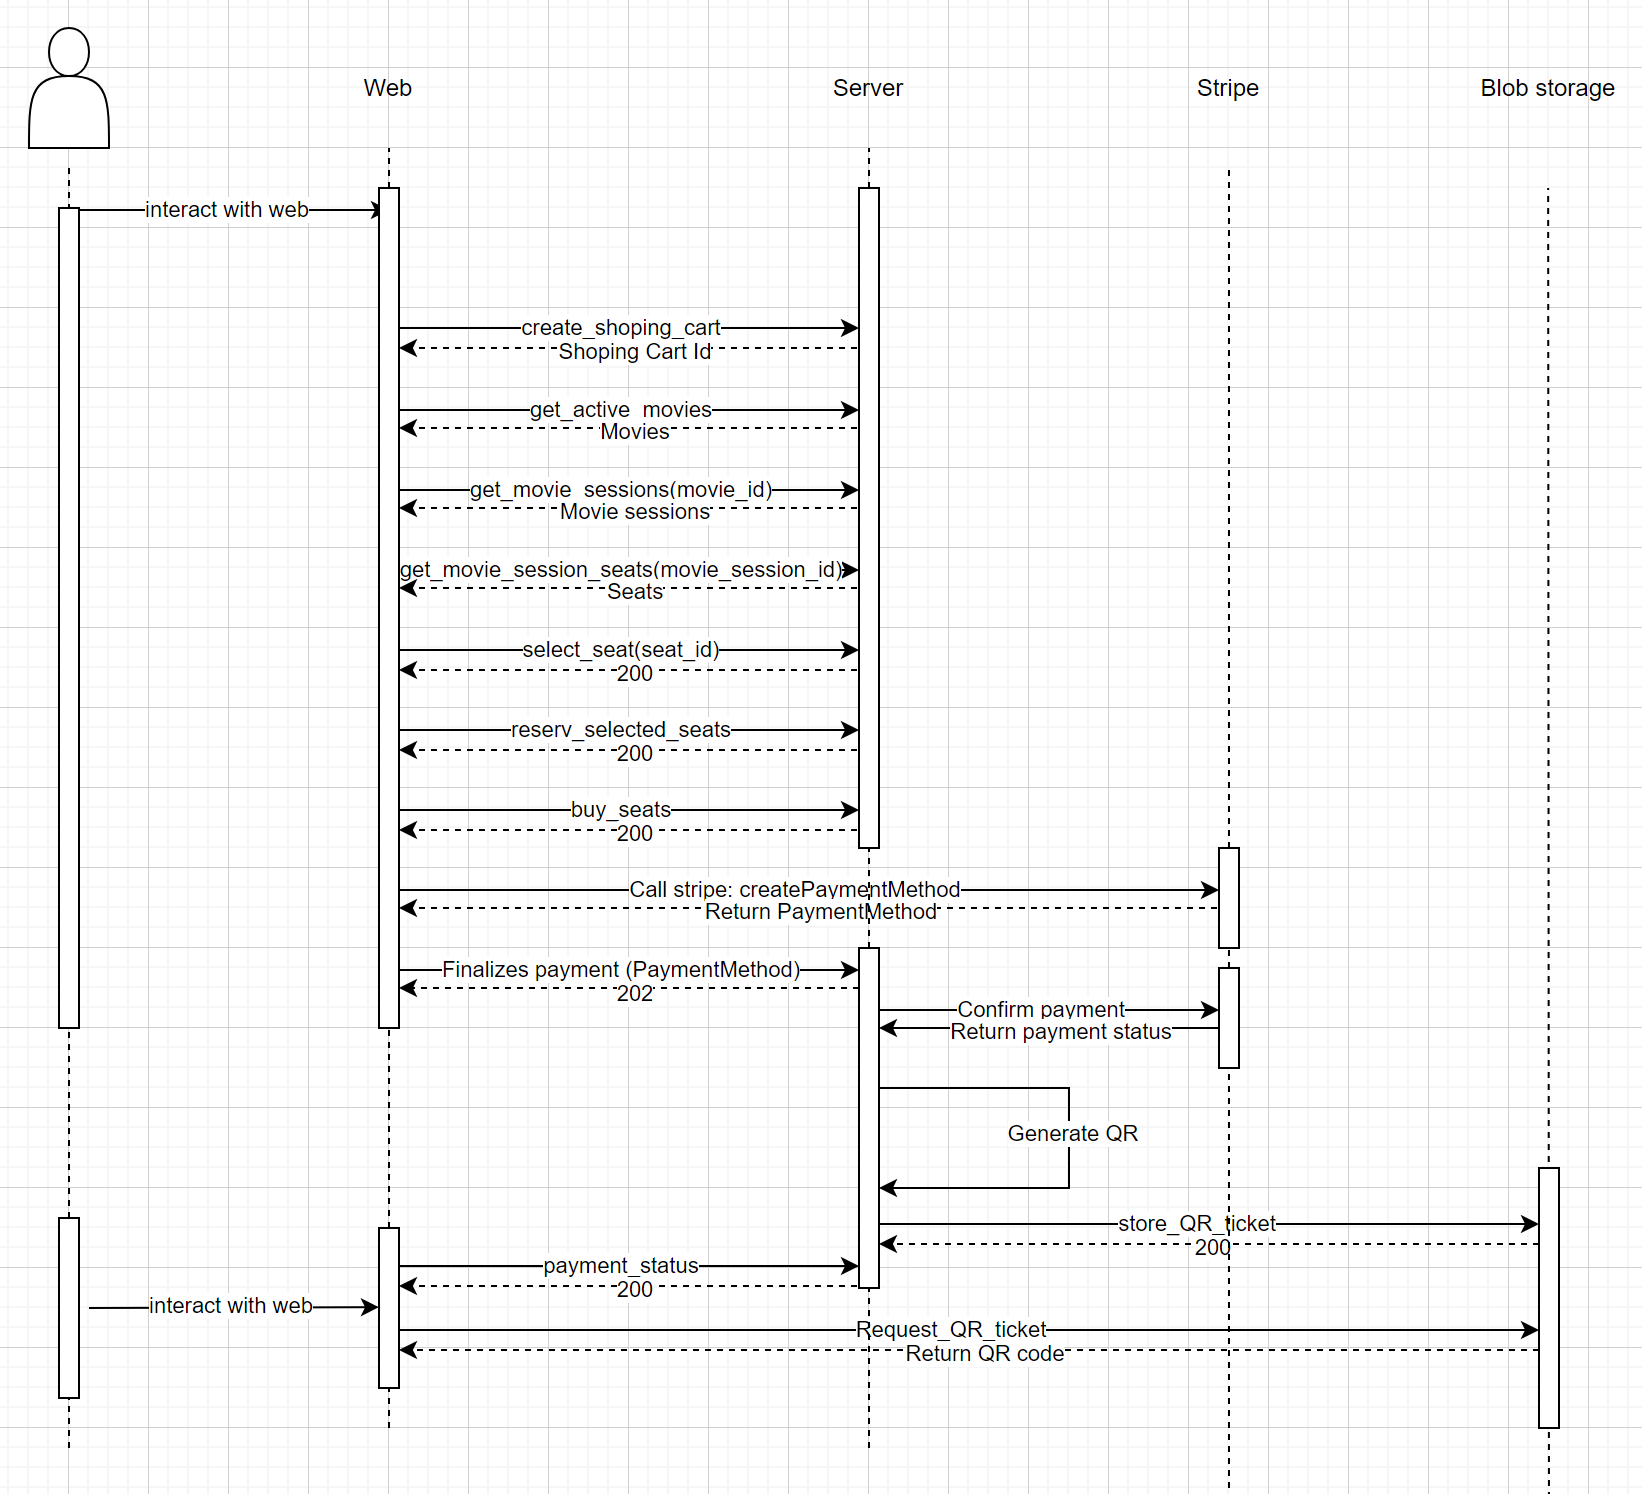 Web
Server
Stripe
Blob storage
interact with web
create_shoping_cart
Shoping Cart Id
get_active_movies
Movies
get_movie_sessions(movie_id)
Movie sessions
get_movie_session_seats(movie_session_id)
Seats
select_seat(seat_id)
200
reserv_selected_seats
200
buy_seats
200
Call stripe: createPaymentMethod
Return PaymentMethod
Finalizes payment (PaymentMethod)
202
Confirm payment
Return payment status
Generate QR
store_QR_ticket
200
payment_status
200
interact with web
Request_QR_ticket
Return QR code